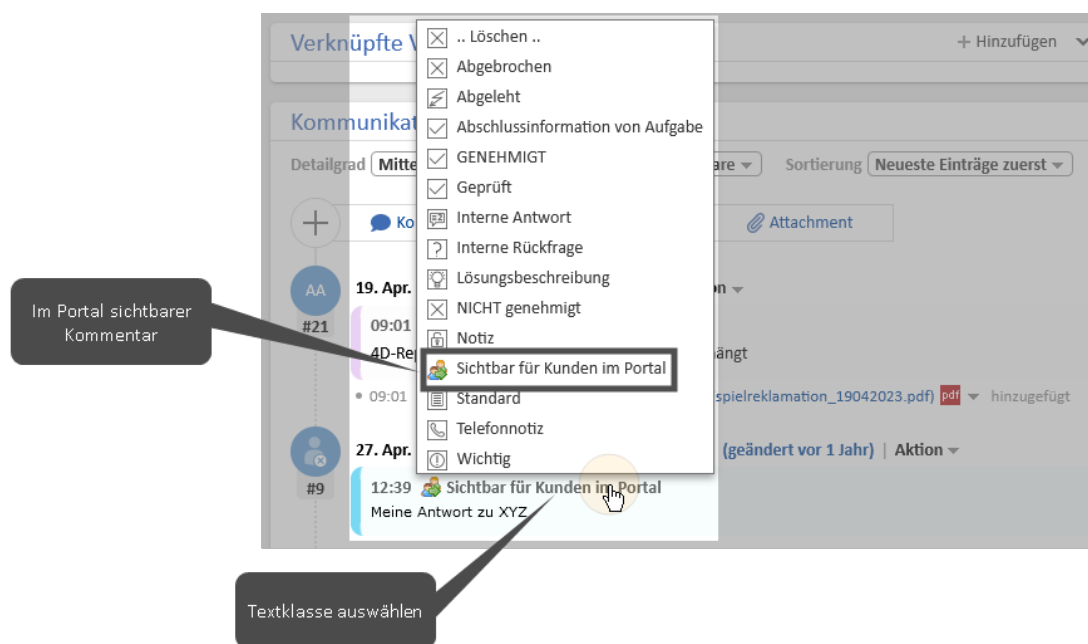 Verknüpfte V
+ Hinzufügen
.. Löschen ..
Abgebrochen
Abgeleht
Abschlussinformation von Aufgabe
GENEHMIGT
Geprüft
Interne Antwort
Interne Rückfrage
Lösungsbeschreibung
NICHT genehmigt
Notiz
Sichtbar für Kunden im Portal
Standard
Telefonnotiz
Wichtig
Kommunikat
Detailgrad Mitte are Sortierung Neueste Einträge zuerst
Ko Attachment
AA 19. Apr. on
#21 09:01
4D-Rep ängt
09:01 spielreklamation_19042023.pdf) pdf hinzugefügt
27. Apr. (geändert vor 1 Jahr) | Aktion
#9 12:39 Sichtbar für Kunden im Portal
Meine Antwort zu XYZ
Im Portal sichtbarer
Kommentar
Textklasse auswählen